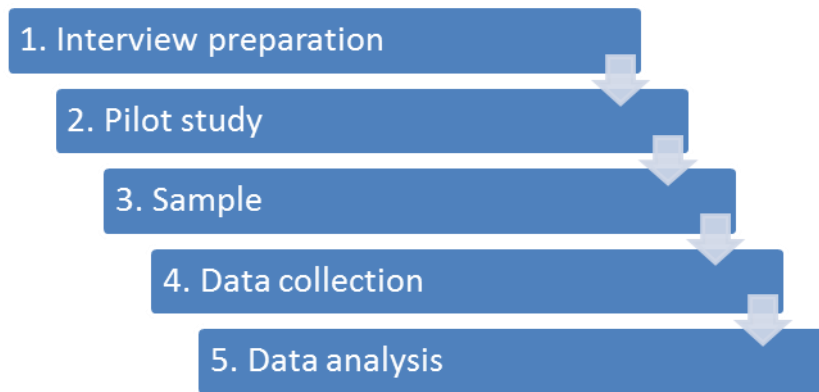 1. Interview preparation
2. Pilot study
3. Sample
4. Data collection
5. Data analysis